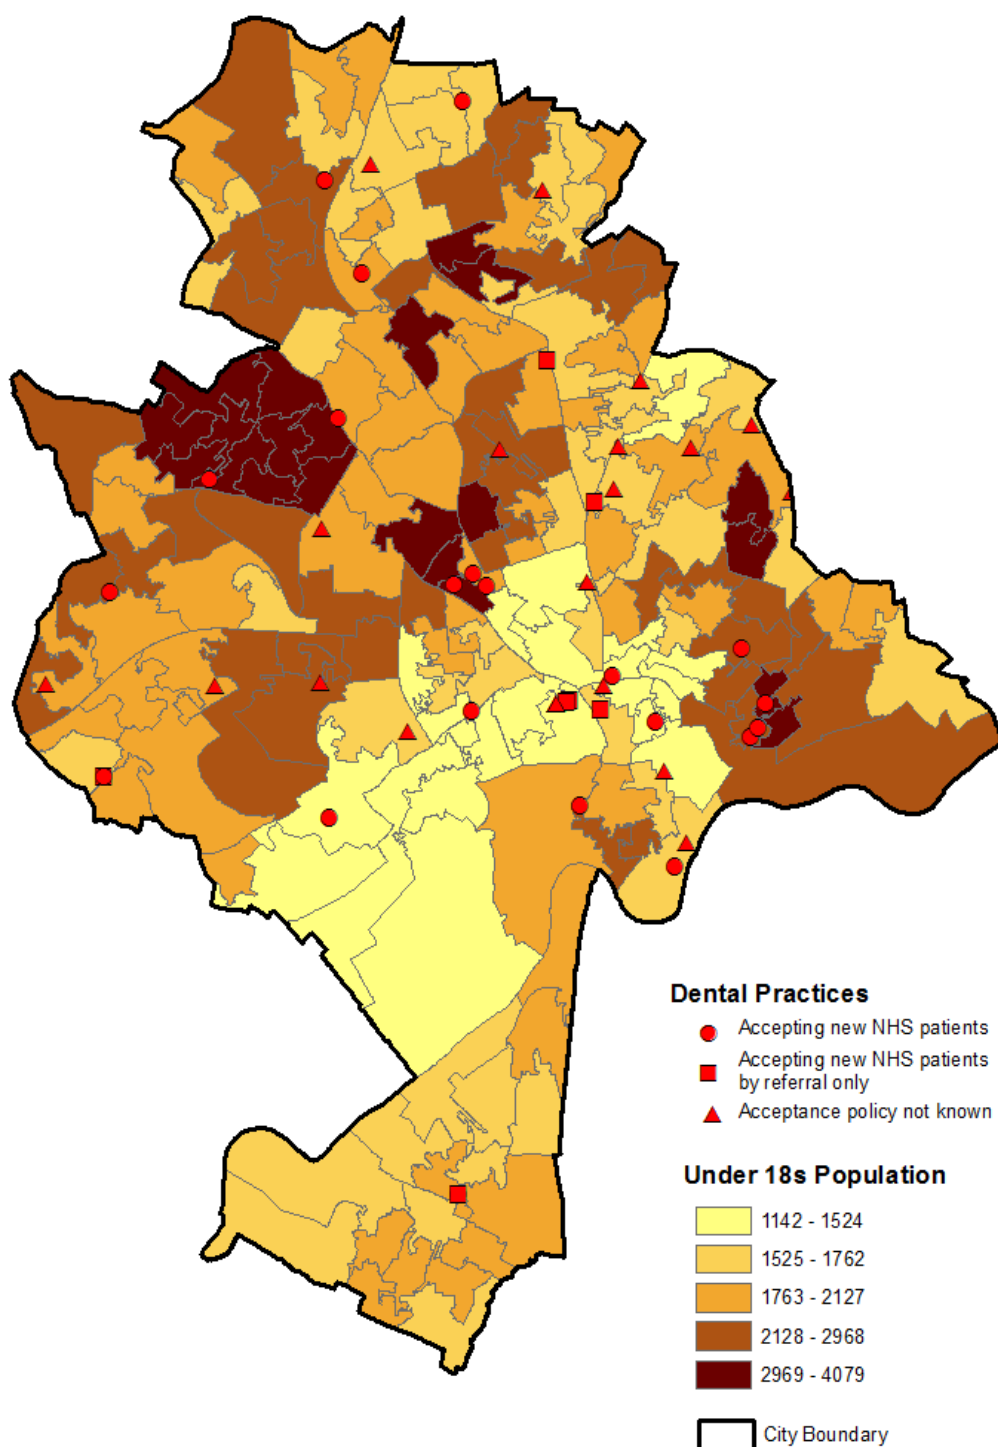 Dental Practices
Accepting new NHS patients
Accepting new NHS patients
by referral only
Acceptance policy not known
Under 18s Population
1142 - 1524
1525 - 1762
1763 - 2127
2128 - 2968
2969 - 4079
City Boundary